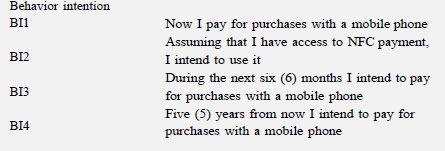 Behavior intention
BI1 Now I pay for purchases with a mobile phone
Assuming that I have access to NFC payment,
BI2 I intend to use it
During the next six (6) months I intend to pay
BI3 for purchases with a mobile phone
Five (5) years from now I intend to pay for
BI4 purchases with a mobile phone